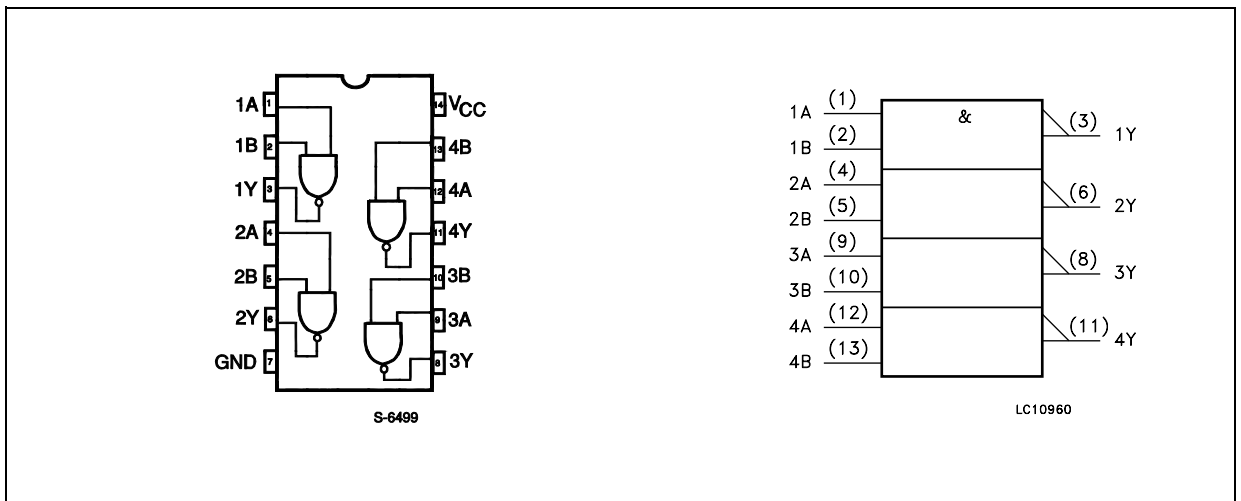 1A 1 14 VCC
1B 2 13 4B
1Y 3 12 4A
2A 4 11 4Y
2B 5 10 3B
2Y 6 9 3A
GND 7 8 3Y
S-6499
&
1A (1)
1B (2)
2A (4)
2B (5)
3A (9)
3B (10)
4A (12)
4B (13)
(3) 1Y
(6) 2Y
(8) 3Y
(11) 4Y
LC10960